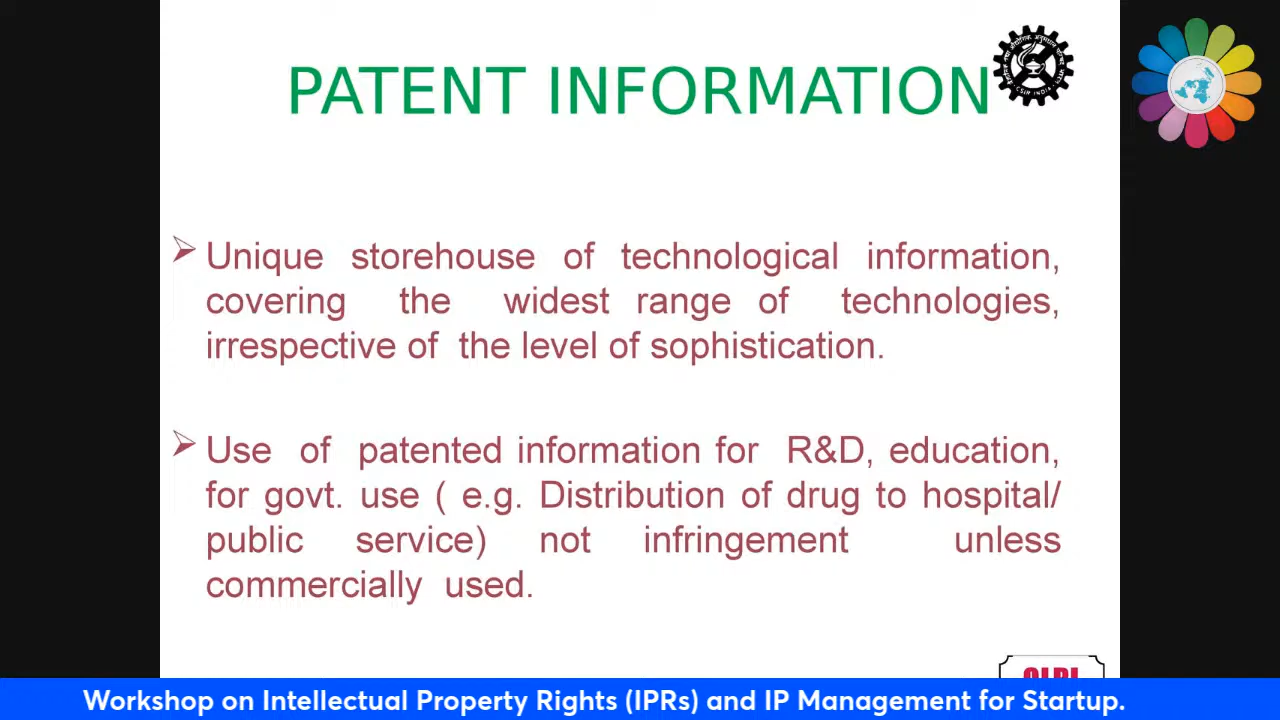 PATENT INFORMATION
CSIR INDIA
Unique storehouse of technological information,
covering the widest range of technologies,
irrespective of the level of sophistication.
Use of patented information for R&D, education,
for govt. use ( e.g. Distribution of drug to hospital/
public service) not infringement unless
commercially used.
Workshop on Intellectual Property Rights (IPRs) and IP Management for Startup.